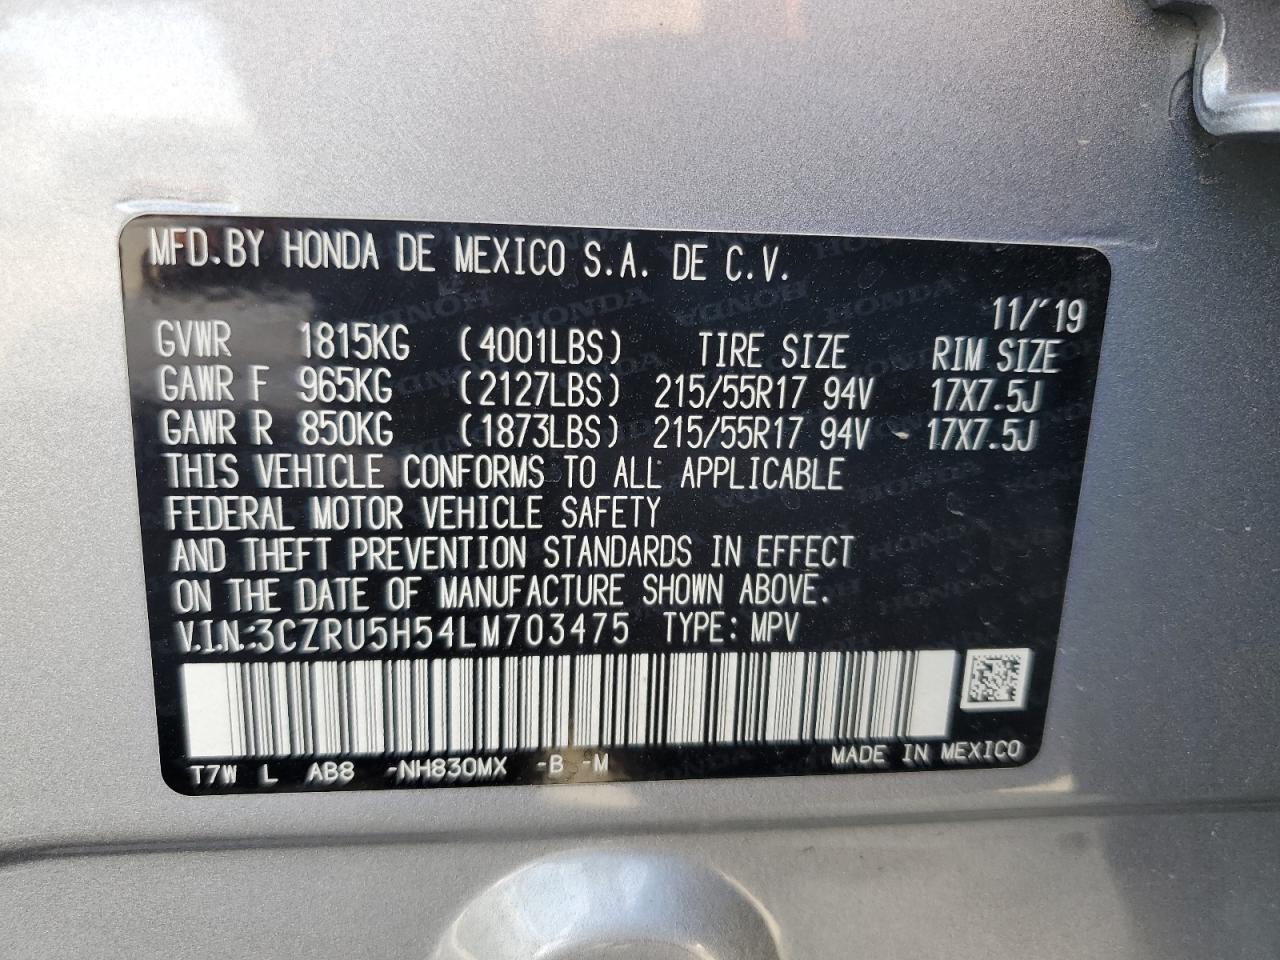 MFD.BY HONDA DE MEXICO S.A. DE C.V.
11/'19
GVWR 1815KG (4001LBS) TIRE SIZE RIM SIZE
GAWR F 965KG (2127LBS) 215/55R17 94V 17X7.5J
GAWR R 850KG (1873LBS) 215/55R17 94V - 17X7.5J
THIS VEHICLE CONFORMS TO ALL APPLICABLE
FEDERAL MOTOR VEHICLE SAFETY
AND THEFT PREVENTION STANDARDS IN EFFECT
ON THE DATE OF MANUFACTURE SHOWN ABOVE.
V.I.N.:3CZRU5H54LM703475 TYPE: MPV
T7W L AB8 -NH830MX -B -M MADE IN MEXICO